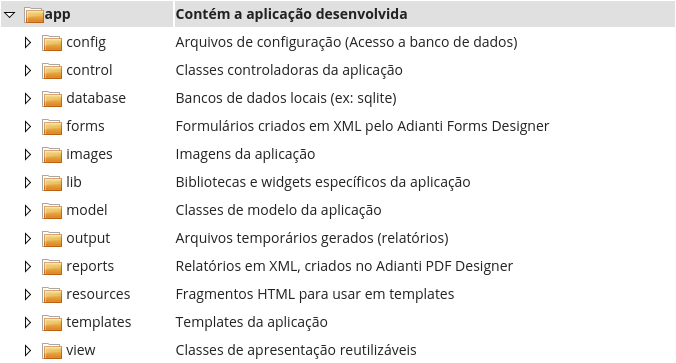 app Contém a aplicação desenvolvida
config Arquivos de configuração (Acesso a banco de dados)
control Classes controladoras da aplicação
database Bancos de dados locais (ex: sqlite)
forms Formulários criados em XML pelo Adianti Forms Designer
images Imagens da aplicação
lib Bibliotecas e widgets específicos da aplicação
model Classes de modelo da aplicação
output Arquivos temporários gerados (relatórios)
reports Relatórios em XML, criados no Adianti PDF Designer
resources Fragmentos HTML para usar em templates
templates Templates da aplicação
view Classes de apresentação reutilizáveis